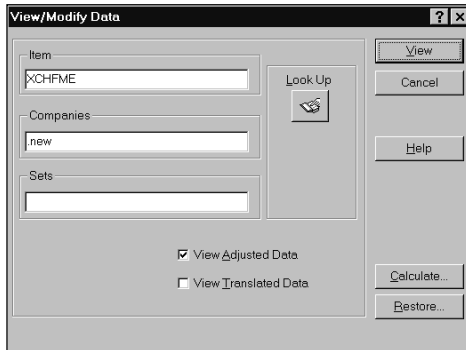 View/Modify Data
Item
XCHFME
Look Up
Companies
.new
Sets
View Adjusted Data
View Translated Data
View
Cancel
Help
Calculate...
Restore...